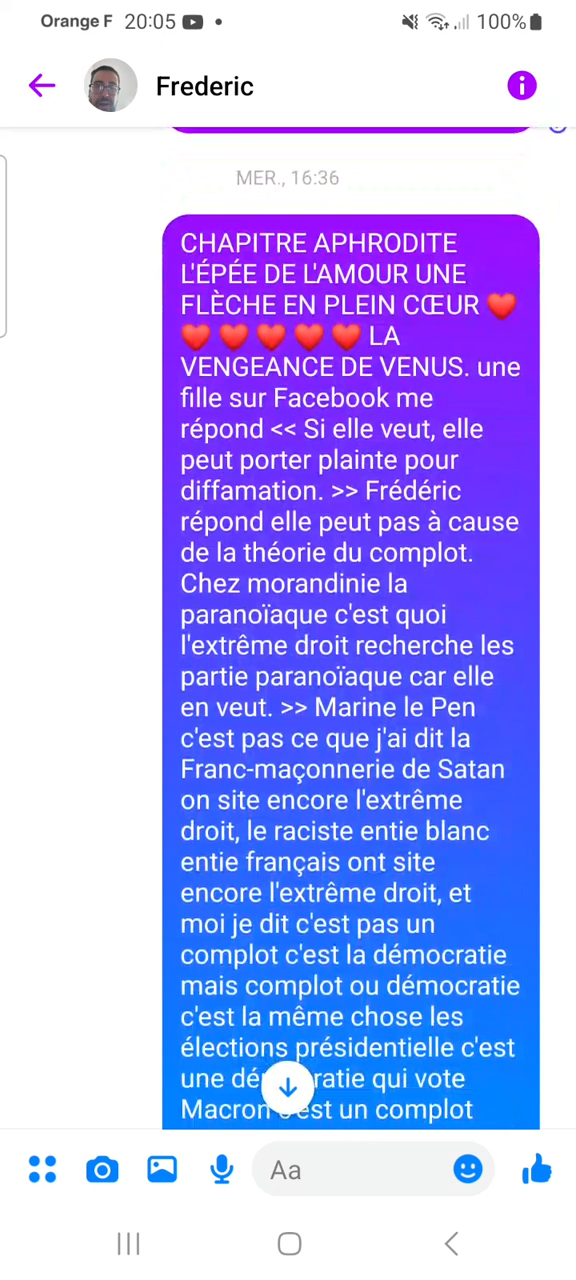 Orange F 20:05 100%
Frederic
MER., 16:36
CHAPITRE APHRODITE
L'ÉPÉE DE L'AMOUR UNE
FLÈCHE EN PLEIN CŒUR ❤️
❤️ ❤️ ❤️ ❤️ ❤️ LA
VENGEANCE DE VENUS. une
fille sur Facebook me
répond << Si elle veut, elle
peut porter plainte pour
diffamation. >> Frédéric
répond elle peut pas à cause
de la théorie du complot.
Chez morandinie la
paranoïaque c'est quoi
l'extrême droit recherche les
partie paranoïaque car elle
en veut. >> Marine le Pen
c'est pas ce que j'ai dit la
Franc-maçonnerie de Satan
on site encore l'extrême
droit, le raciste entie blanc
entie français ont site
encore l'extrême droit, et
moi je dit c'est pas un
complot c'est la démocratie
mais complot ou démocratie
c'est la même chose les
élections présidentielle c'est
une qui vote
Macron c'est un complot
Aa